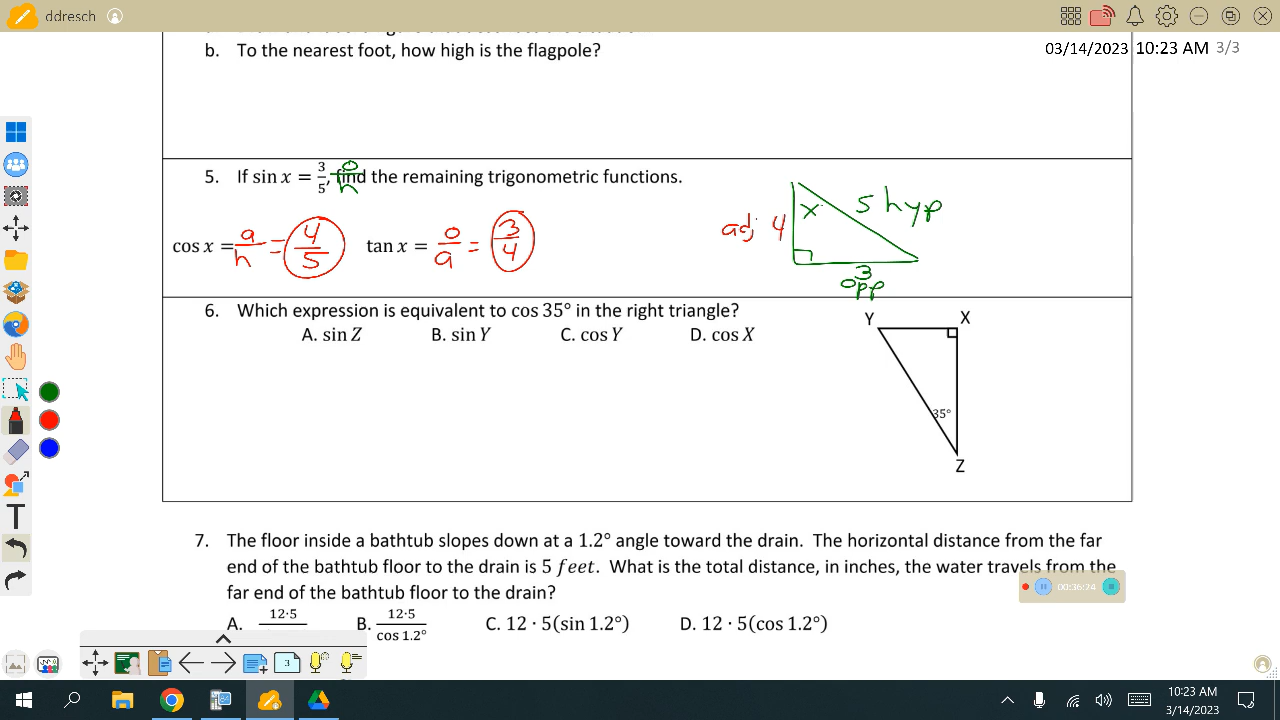 ddresch
03/14/2023 10:23 AM 3/3
b. To the nearest foot, how high is the flagpole?
5. If sin x = 3/5, find the remaining trigonometric functions.
o/h
cos x = a/h = 4/5 tan x = o/a = 3/4
x 5 hyp
adj 4
3
opp
6. Which expression is equivalent to cos 35° in the right triangle?
A. sin Z B. sin Y C. cos Y D. cos X
Y X
35°
Z
7. The floor inside a bathtub slopes down at a 1.2° angle toward the drain. The horizontal distance from the far
end of the bathtub floor to the drain is 5 feet. What is the total distance, in inches, the water travels from the
far end of the bathtub floor to the drain?
00:36:24
A. 12·5 B. 12·5/cos 1.2° C. 12 · 5(sin 1.2°) D. 12 · 5(cos 1.2°)
T
3
10:23 AM
3/14/2023